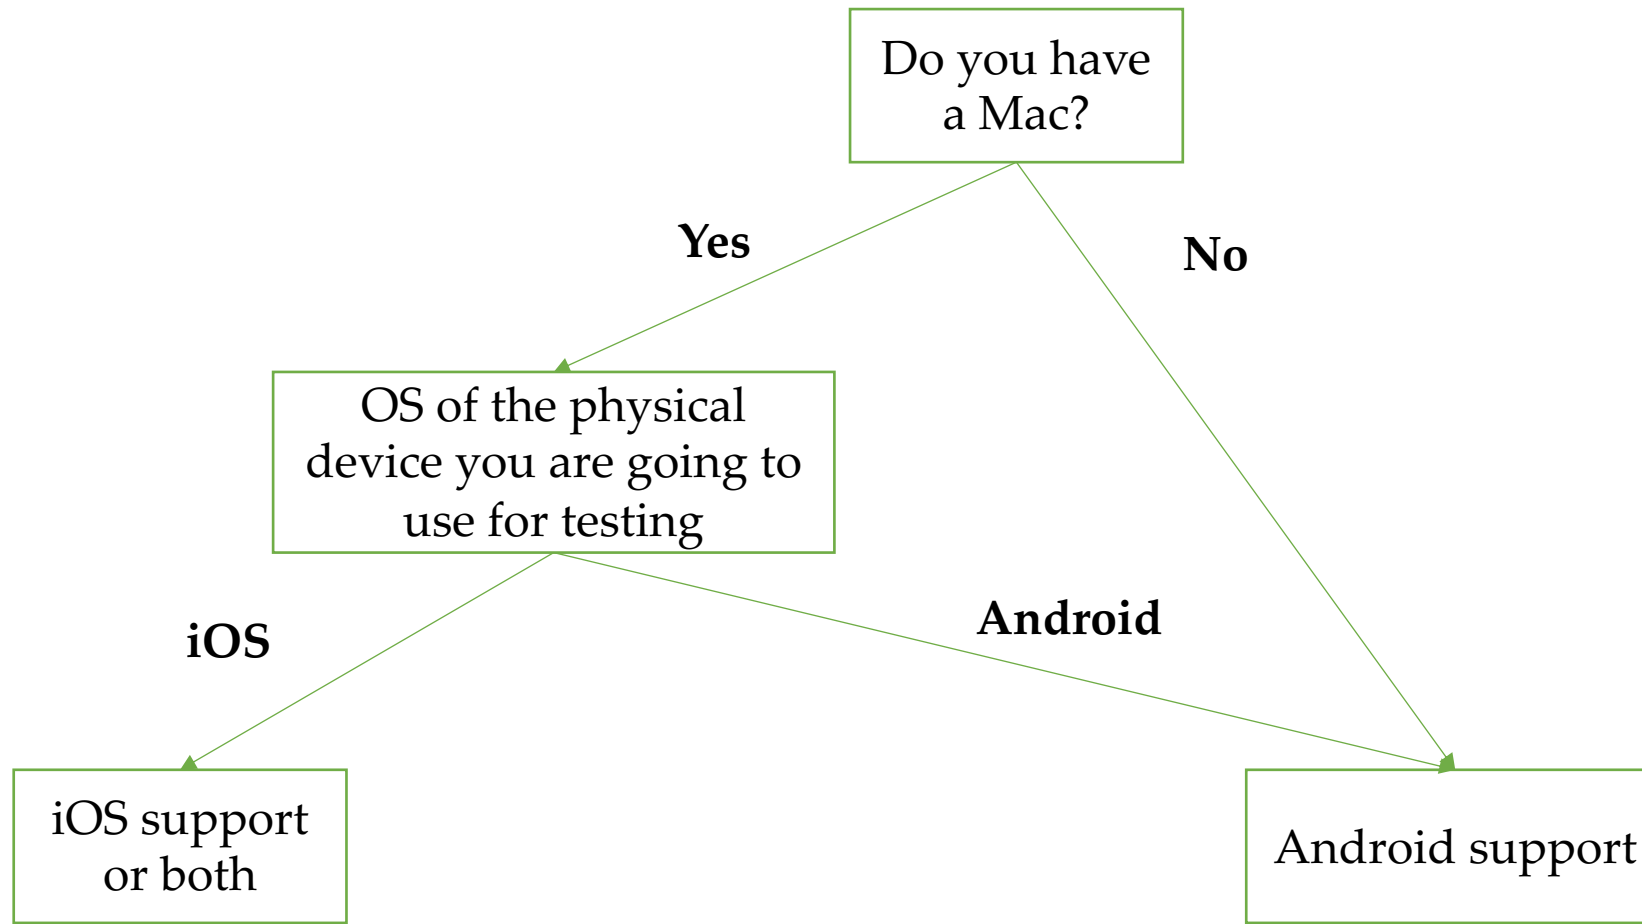 Do you have
a Mac?
Yes
No
OS of the physical
device you are going to
use for testing
iOS
Android
iOS support
or both
Android support